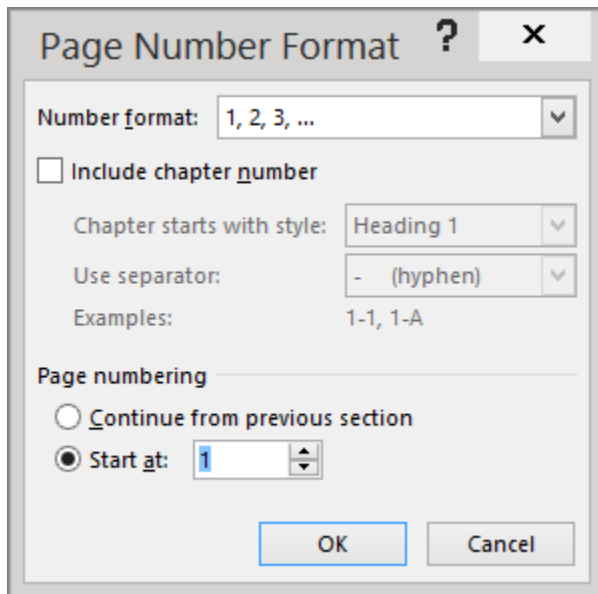 Page Number Format ? x
Number format: 1, 2, 3, ...
Include chapter number
Chapter starts with style: Heading 1
Use separator: - (hyphen)
Examples: 1-1, 1-A
Page numbering
Continue from previous section
Start at: 1
OK Cancel